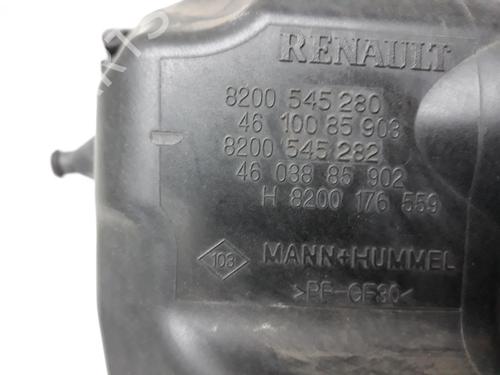 RENAULT
8200 545 280
46 100 85 903
8200 545 282
46 038 85 902
H 8200 176 559
103 MANN+HUMMEL
>PP-GF30<
PARTS